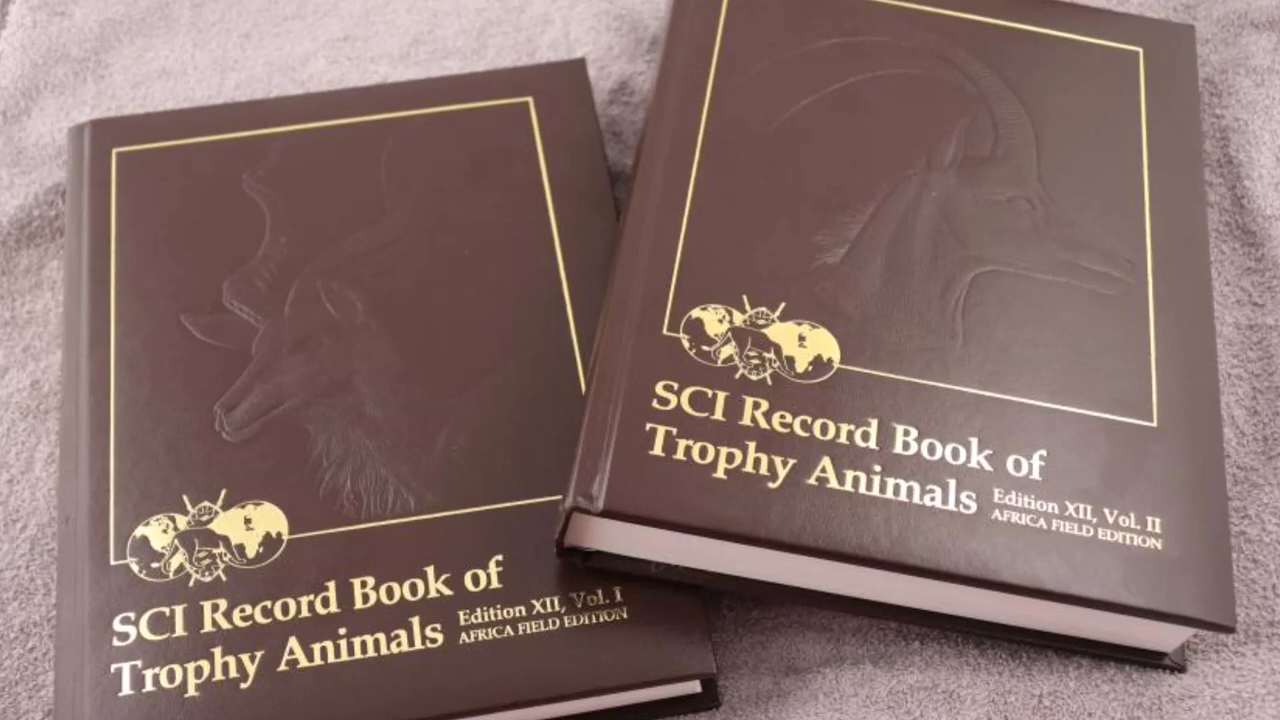 SCI Record Book of
Trophy Animals
Edition XII, Vol. I
AFRICA FIELD EDITION
SCI Record Book of
Trophy Animals
Edition XII, Vol. II
AFRICA FIELD EDITION